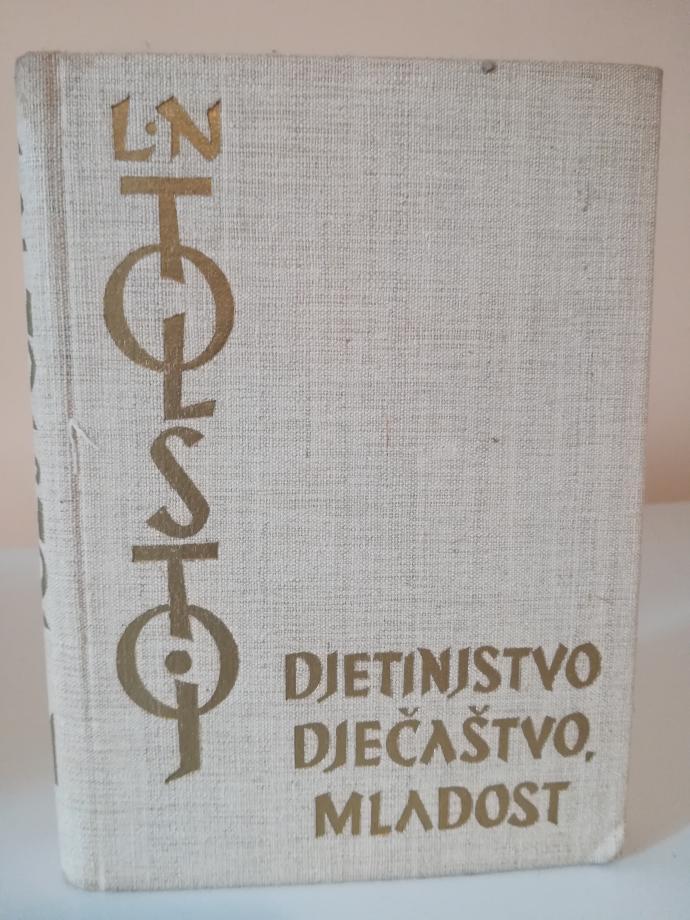 L·N
TOLSTOJ
DJETINJSTVO
DJEČAŠTVO,
MLADOST